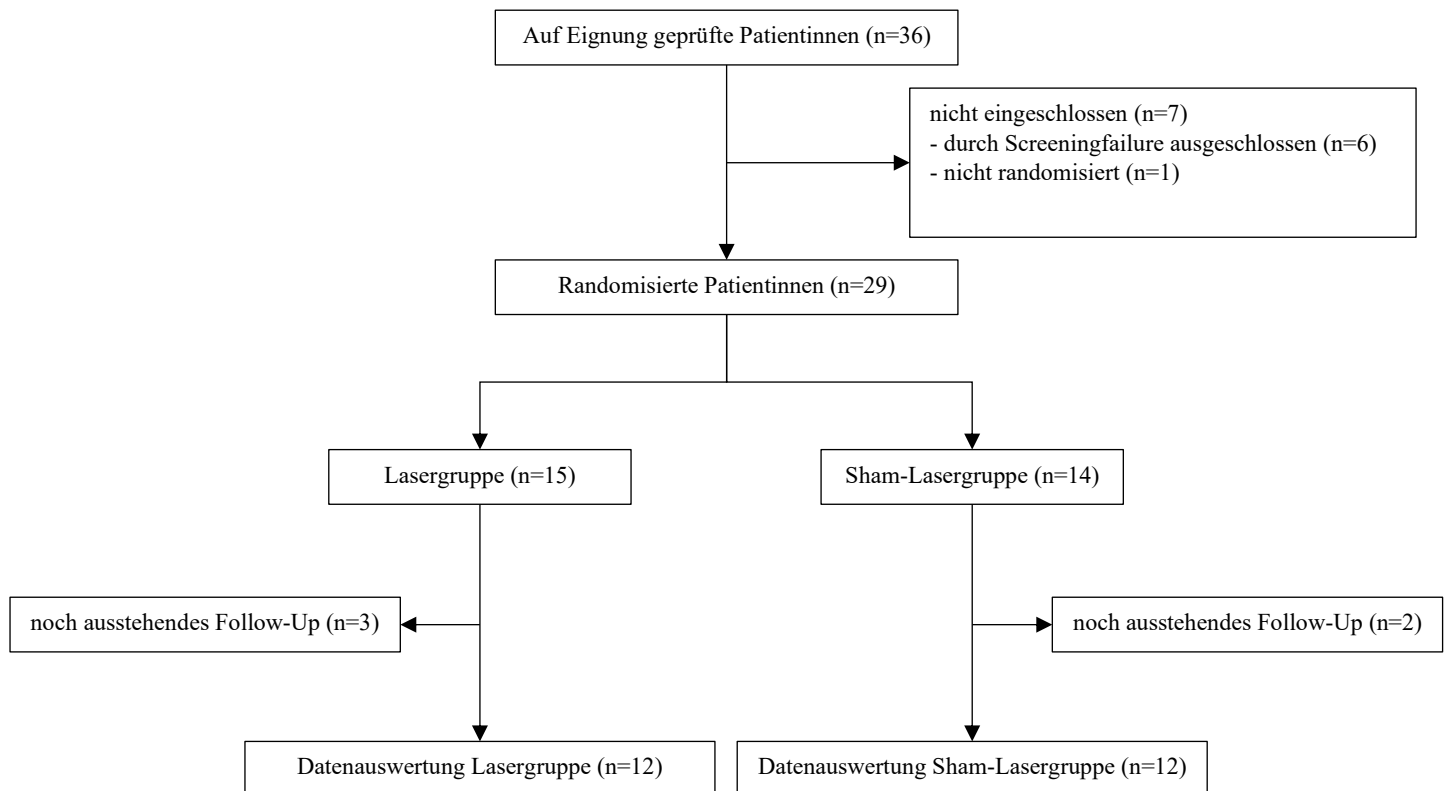 Auf Eignung geprüfte Patientinnen (n=36)
nicht eingeschlossen (n=7)
- durch Screeningfailure ausgeschlossen (n=6)
- nicht randomisiert (n=1)
Randomisierte Patientinnen (n=29)
Lasergruppe (n=15)
Sham-Lasergruppe (n=14)
noch ausstehendes Follow-Up (n=3)
noch ausstehendes Follow-Up (n=2)
Datenauswertung Lasergruppe (n=12)
Datenauswertung Sham-Lasergruppe (n=12)